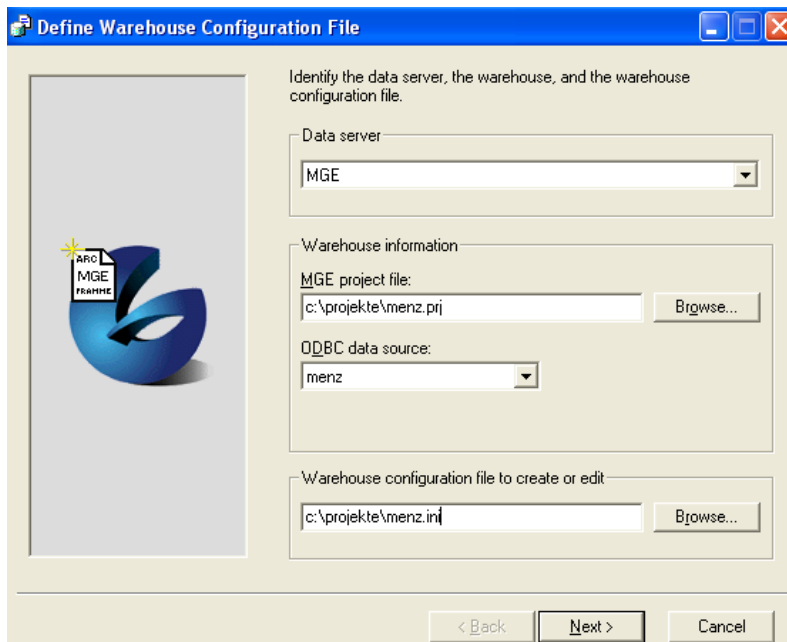 Define Warehouse Configuration File
Identify the data server, the warehouse, and the warehouse
configuration file.
Data server
MGE
Warehouse information
MGE project file:
c:\projekte\menz.prj
Browse...
ODBC data source:
menz
Warehouse configuration file to create or edit
c:\projekte\menz.ini
Browse...
ARC
MGE
FRAMME
< Back
Next >
Cancel